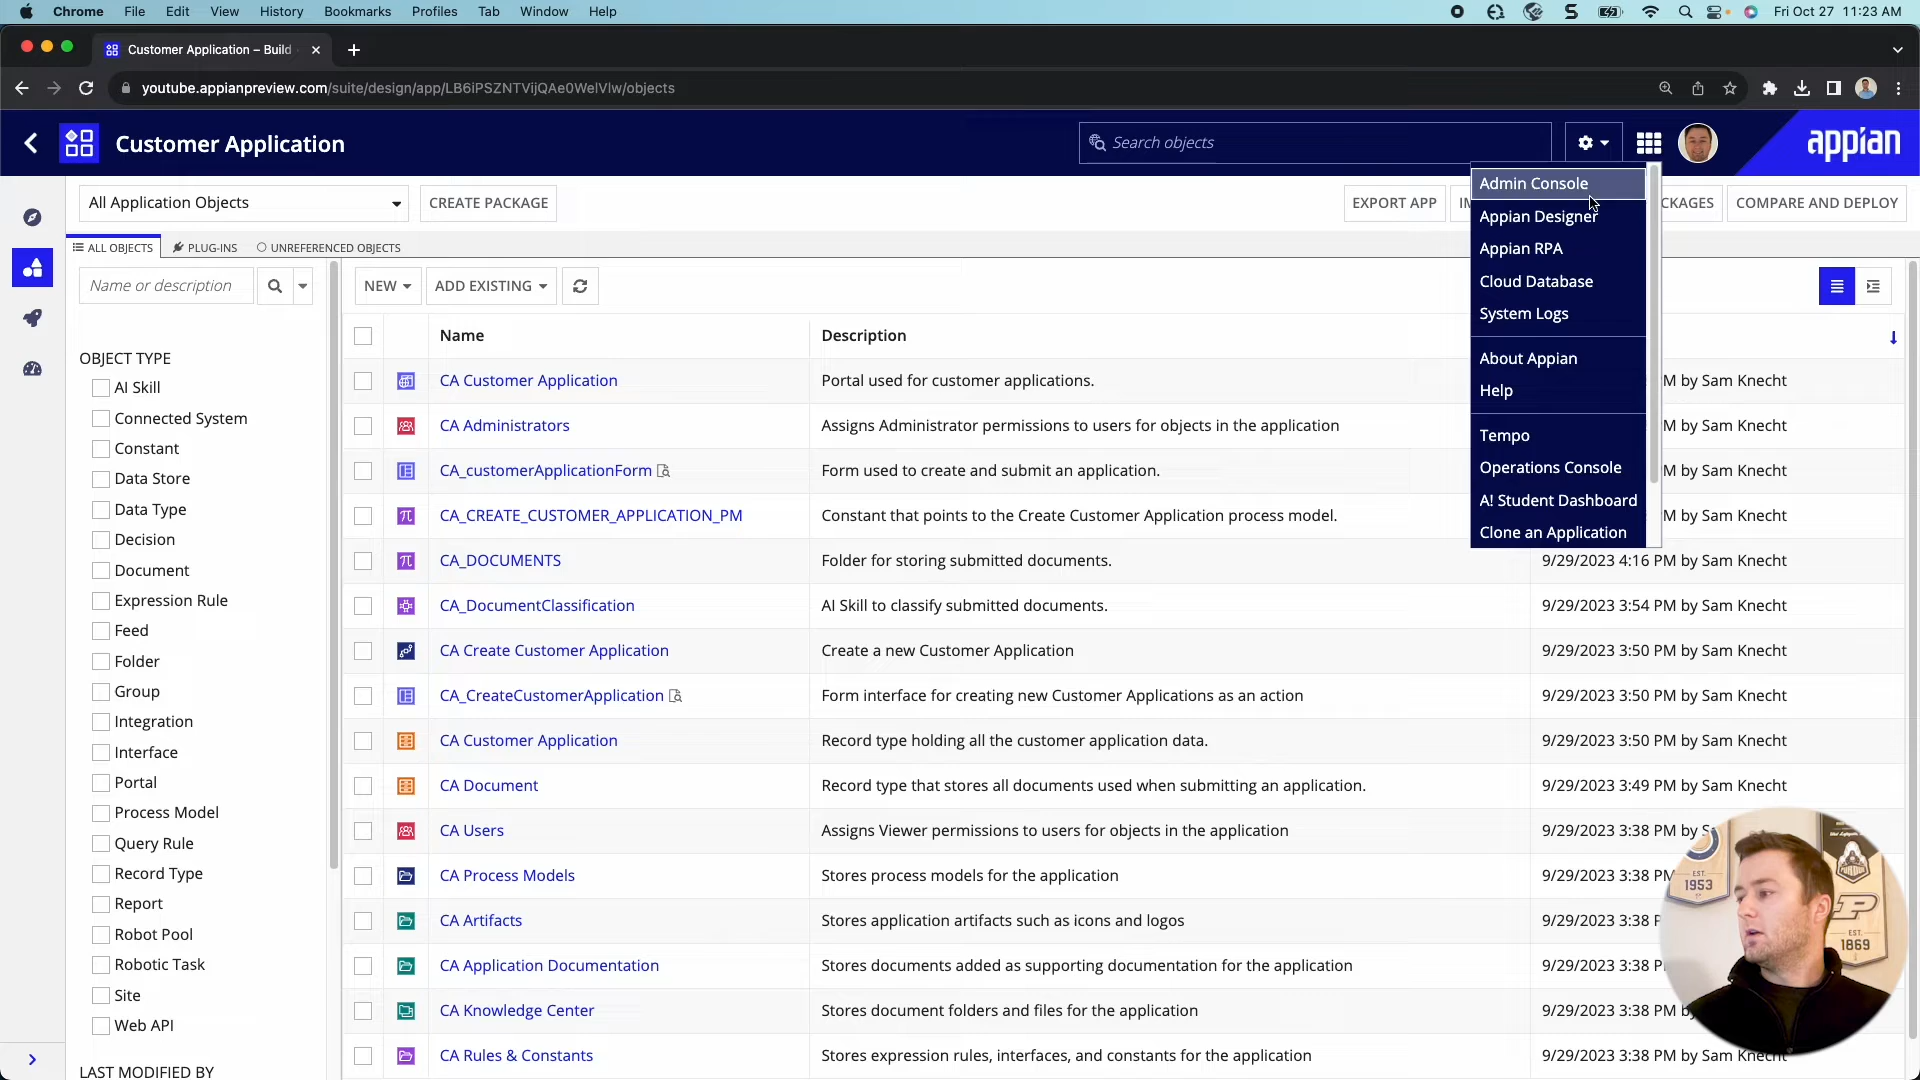 Chrome File Edit View History Bookmarks Profiles Tab Window Help Fri Oct 27 11:23 AM
Customer Application – Build
youtube.appianpreview.com/suite/design/app/LB6iPSZNTVijQAe0WelVlw/objects
Customer Application
Search objects
appian
All Application Objects
CREATE PACKAGE
EXPORT APP
COMPARE AND DEPLOY
ALL OBJECTS PLUG-INS UNREFERENCED OBJECTS
Admin Console
Appian Designer
Appian RPA
Cloud Database
System Logs
About Appian
Help
Tempo
Operations Console
A! Student Dashboard
Clone an Application
Name or description
NEW ADD EXISTING
OBJECT TYPE
AI Skill
Connected System
Constant
Data Store
Data Type
Decision
Document
Expression Rule
Feed
Folder
Group
Integration
Interface
Portal
Process Model
Query Rule
Record Type
Report
Robot Pool
Robotic Task
Site
Web API
LAST MODIFIED BY
Name Description
CA Customer Application Portal used for customer applications. M by Sam Knecht
CA Administrators Assigns Administrator permissions to users for objects in the application M by Sam Knecht
CA_customerApplicationForm Form used to create and submit an application. M by Sam Knecht
CA_CREATE_CUSTOMER_APPLICATION_PM Constant that points to the Create Customer Application process model. M by Sam Knecht
CA_DOCUMENTS Folder for storing submitted documents. 9/29/2023 4:16 PM by Sam Knecht
CA_DocumentClassification AI Skill to classify submitted documents. 9/29/2023 3:54 PM by Sam Knecht
CA Create Customer Application Create a new Customer Application 9/29/2023 3:50 PM by Sam Knecht
CA_CreateCustomerApplication Form interface for creating new Customer Applications as an action 9/29/2023 3:50 PM by Sam Knecht
CA Customer Application Record type holding all the customer application data. 9/29/2023 3:50 PM by Sam Knecht
CA Document Record type that stores all documents used when submitting an application. 9/29/2023 3:49 PM by Sam Knecht
CA Users Assigns Viewer permissions to users for objects in the application 9/29/2023 3:38 PM by
CA Process Models Stores process models for the application 9/29/2023 3:38 PM
CA Artifacts Stores application artifacts such as icons and logos 9/29/2023 3:38
CA Application Documentation Stores documents added as supporting documentation for the application 9/29/2023 3:38
CA Knowledge Center Stores document folders and files for the application 9/29/2023 3:38 PM
CA Rules & Constants Stores expression rules, interfaces, and constants for the application 9/29/2023 3:38 PM by Sam Knecht
EST.
1953
PURDUE
P
EST.
1869